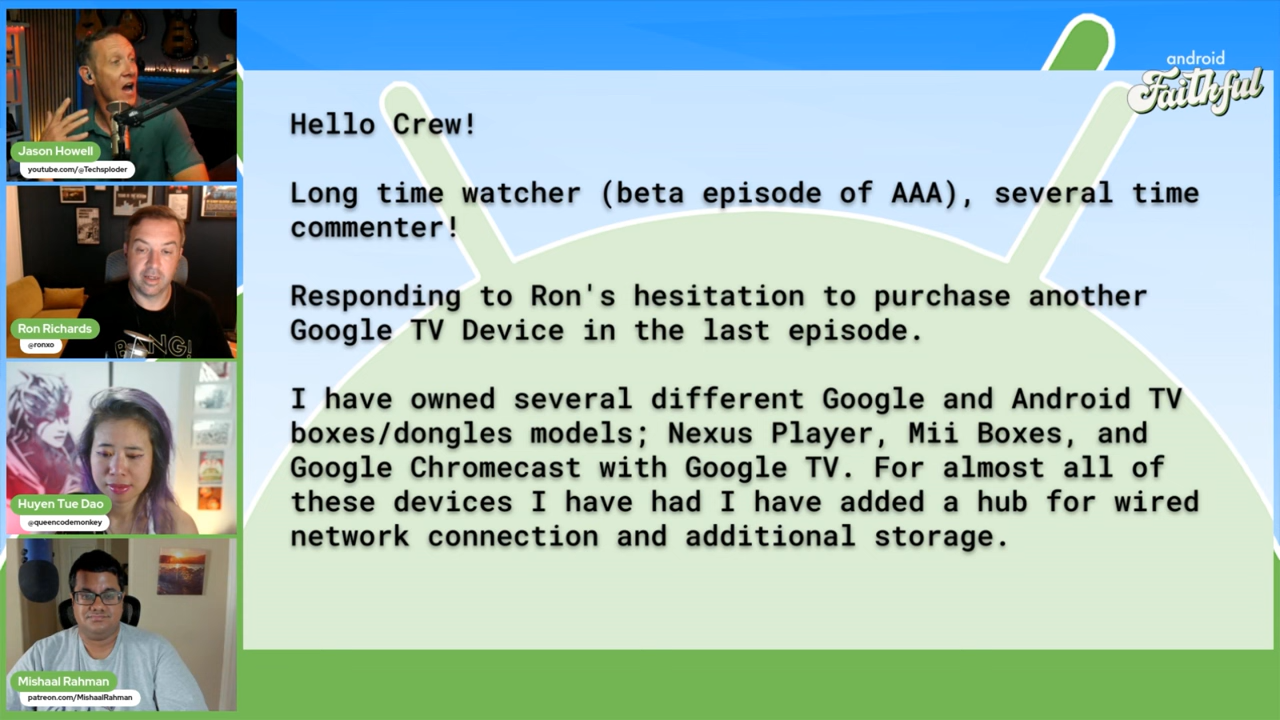 android
Faithful
Jason Howell
youtube.com/@Techsploder
Ron Richards
@ronxo
Huyen Tue Dao
@queencodemonkey
Mishaal Rahman
patreon.com/MishaalRahman
Hello Crew!
Long time watcher (beta episode of AAA), several time
commenter!
Responding to Ron's hesitation to purchase another
Google TV Device in the last episode.
I have owned several different Google and Android TV
boxes/dongles models; Nexus Player, Mii Boxes, and
Google Chromecast with Google TV. For almost all of
these devices I have had I have added a hub for wired
network connection and additional storage.